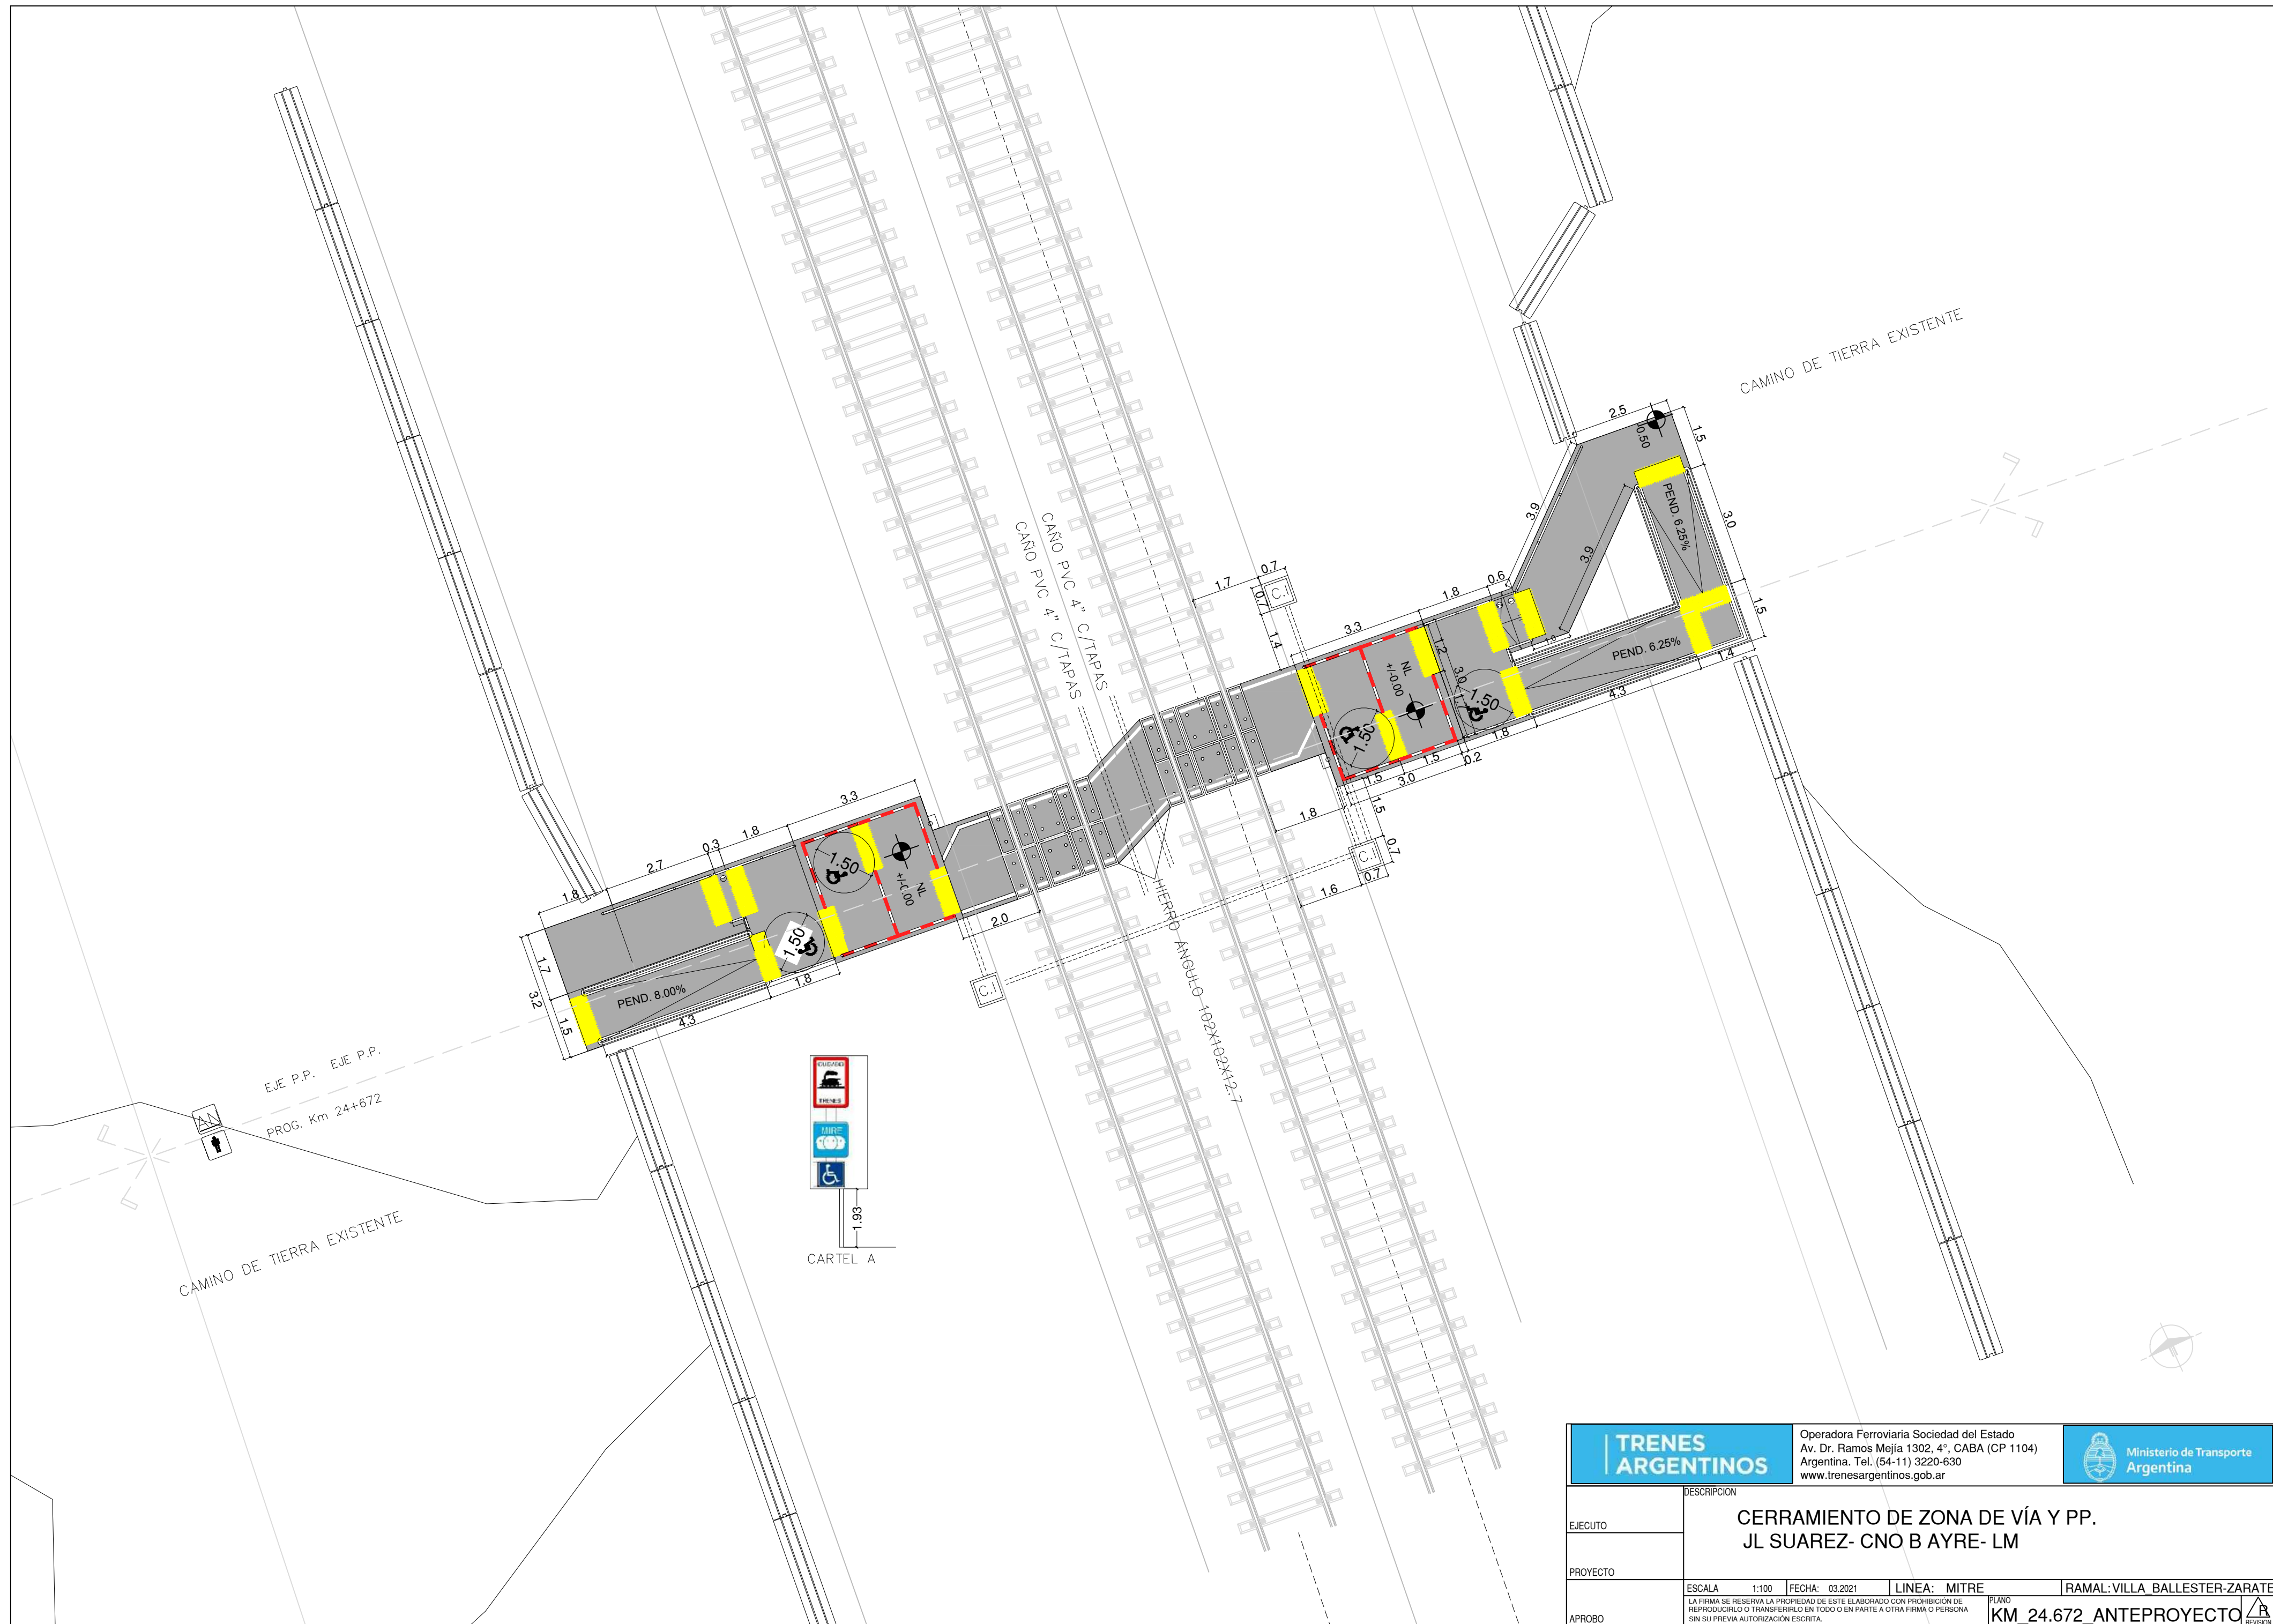 CAMINO DE TIERRA EXISTENTE
2.5
1.5
3.9
PEND. 6.25%
3.0
3.9
CAÑO PVC 4" C/TAPAS
CAÑO PVC 4" C/TAPAS
0.7
1.7
C.I
0.7
1.4
0.6
1.8
3.3
1.5
PEND. 6.25%
1.4
4.3
1.2
NL
+/-0.00
3.0
1.7
1.50
1.8
0.2
1.50
1.5
1.5
3.0
1.5
1.8
C.I
0.7
0.7
1.6
3.3
1.8
0.3
2.7
1.8
1.50
NL
2.0
1.50
1.8
1.7
3.2
1.5
PEND. 8.00%
4.3
C.I
HIERRO ÁNGULO 102X102X12.7
EJE P.P. EJE P.P.
PROG. Km 24+672
AN
CAMINO DE TIERRA EXISTENTE
CUIDADO
TRENES
MIRE
1.93
CARTEL A
TRENES
ARGENTINOS
Operadora Ferroviaria Sociedad del Estado
Av. Dr. Ramos Mejía 1302, 4°, CABA (CP 1104)
Argentina. Tel. (54-11) 3220-630
www.trenesargentinos.gob.ar
Ministerio de Transporte
Argentina
DESCRIPCION
EJECUTO
CERRAMIENTO DE ZONA DE VÍA Y PP.
JL SUAREZ- CNO B AYRE- LM
PROYECTO
ESCALA 1:100 FECHA: 03.2021 LINEA: MITRE RAMAL: VILLA_BALLESTER-ZARATE
LA FIRMA SE RESERVA LA PROPIEDAD DE ESTE ELABORADO CON PROHIBICIÓN DE
REPRODUCIRLO O TRANSFERIRLO EN TODO O EN PARTE A OTRA FIRMA O PERSONA
SIN SU PREVIA AUTORIZACIÓN ESCRITA.
APROBO
PLANO
KM_24.672_ANTEPROYECTO
REVISION